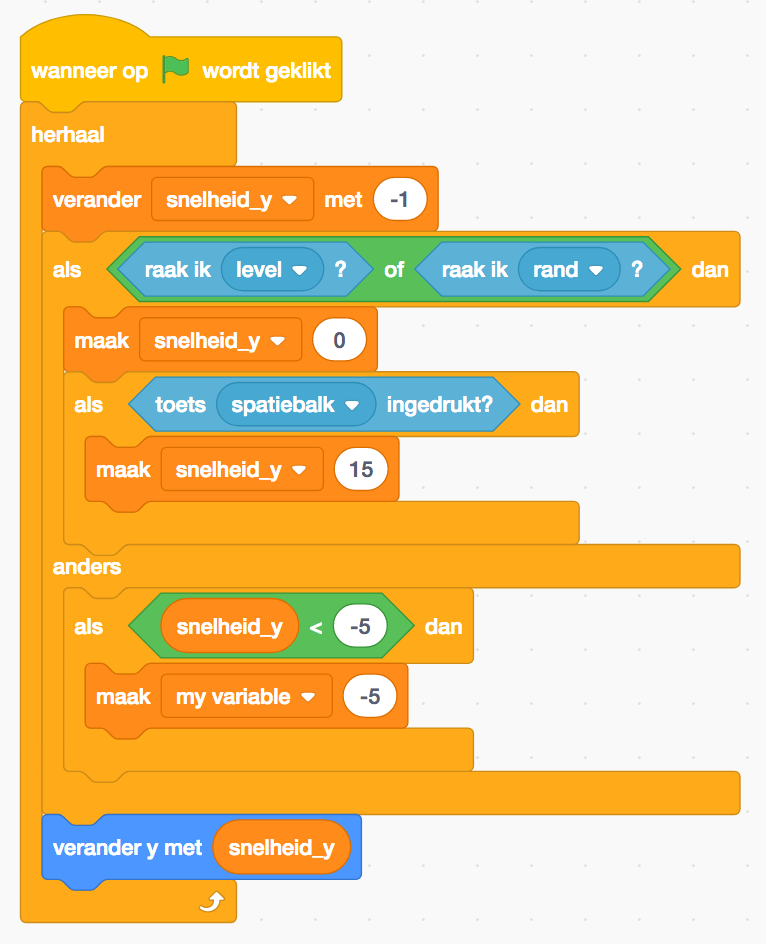 wanneer op wordt geklikt
herhaal
verander snelheid_y met -1
als raak ik level ? of raak ik rand ? dan
maak snelheid_y 0
als toets spatiebalk ingedrukt? dan
maak snelheid_y 15
anders
als snelheid_y < -5 dan
maak my variable -5
verander y met snelheid_y